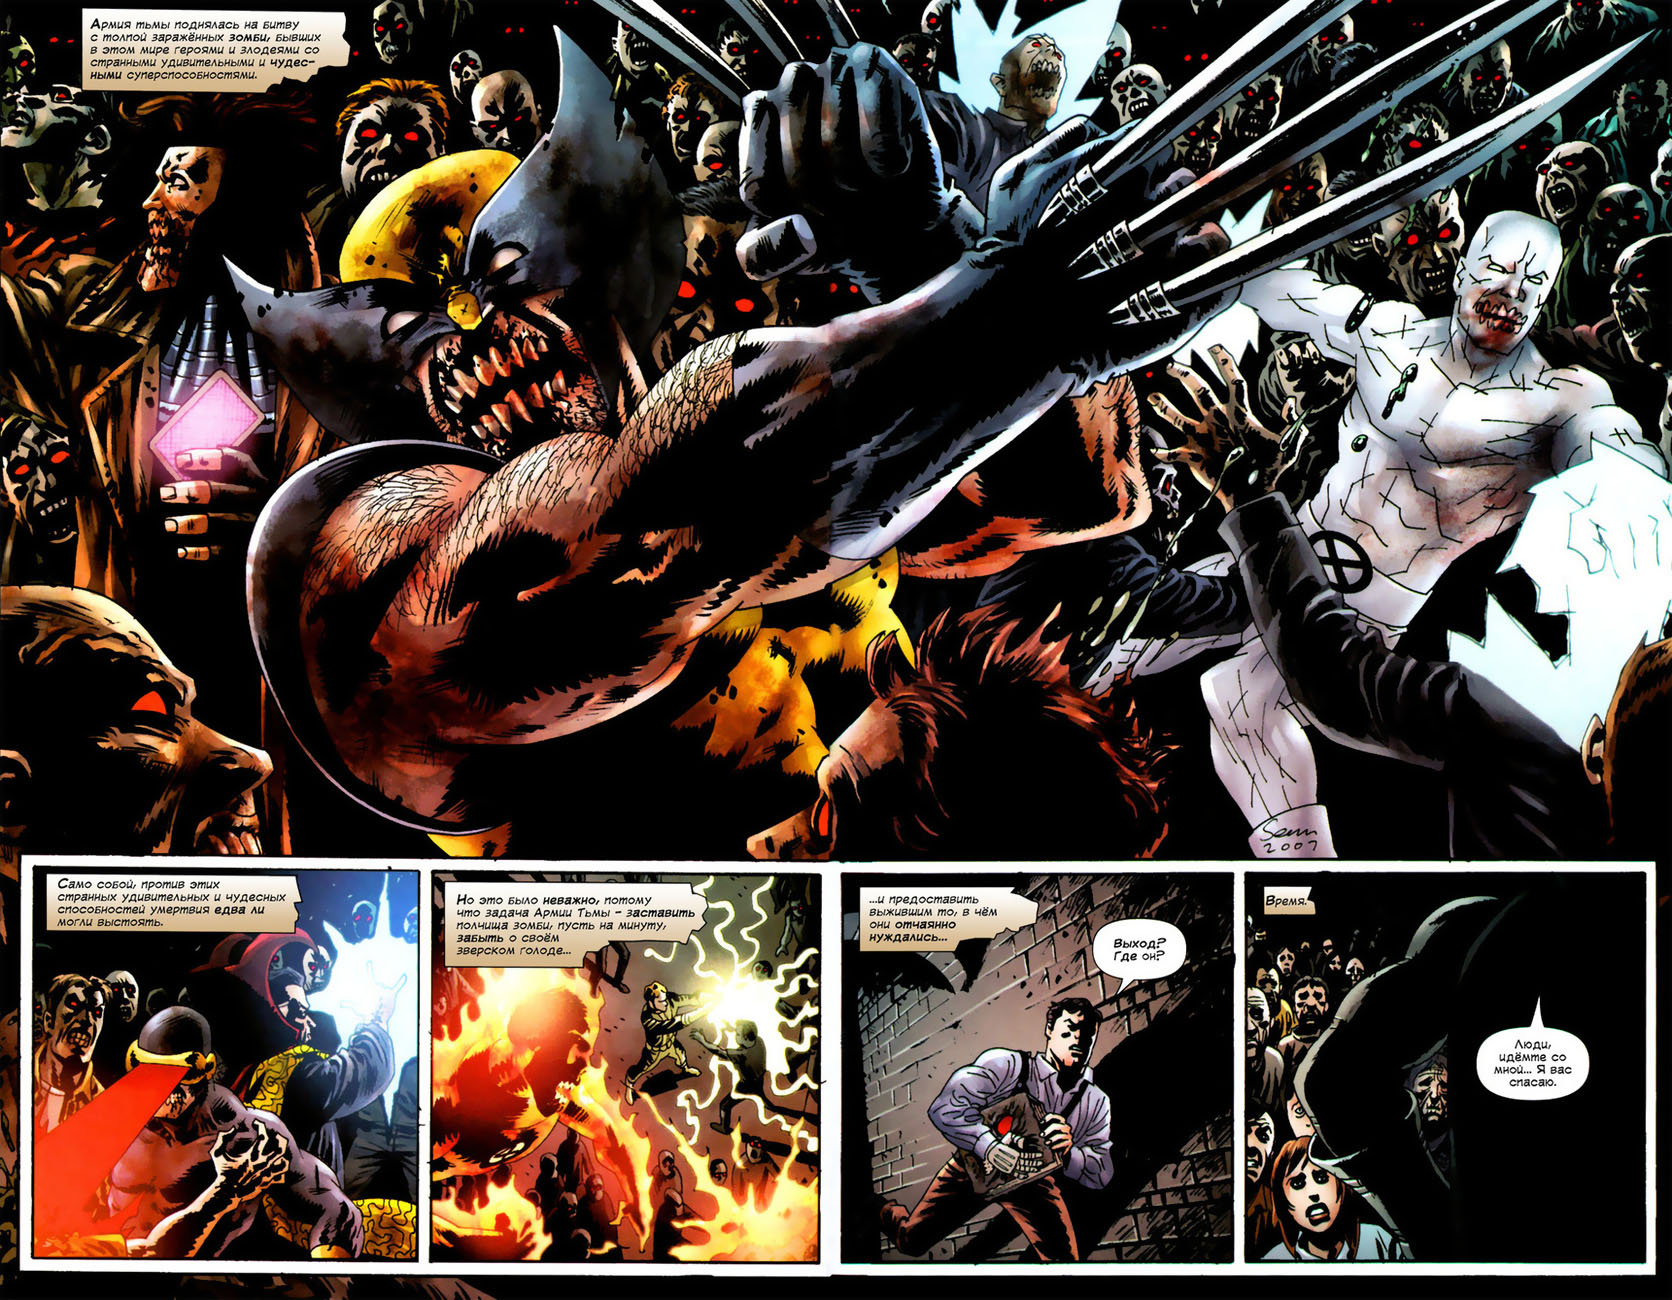 Армия тьмы поднялась на битву
с толпой заражённых зомби, бывших
в этом мире героями и злодеями со
странными удивительными и чудес-
ными суперспособностями.
Senn
2007
Само собой, против этих
странных удивительных и чудесных
способностей умертвия едва ли
могли выстоять.
Но это было неважно, потому
что задача Армии Тьмы – заставить
полчища зомби, пусть на минуту,
забыть о своём
зверском голоде...
...и предоставить
выжившим то, в чём
они отчаянно
нуждались...
Выход?
Где он?
Время.
Люди,
идёмте со
мной... Я вас
спасаю.